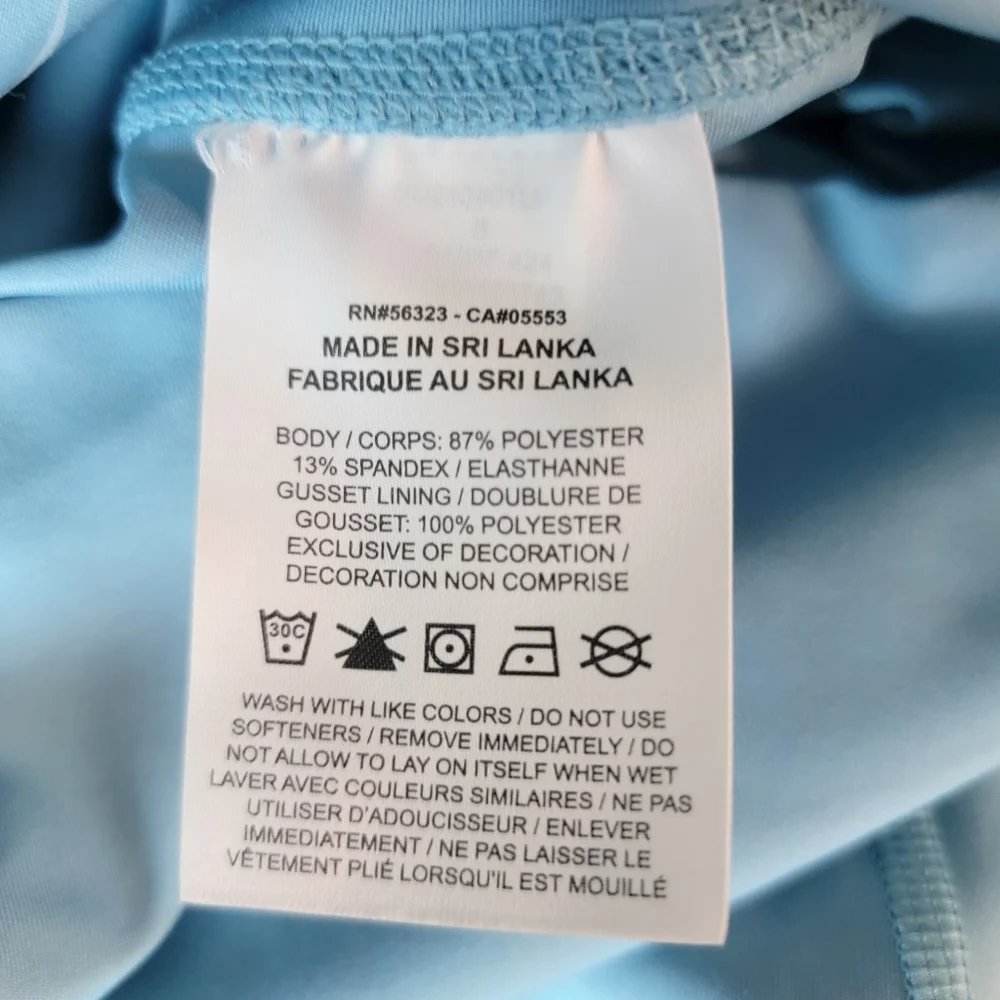 RN#56323 - CA#05553
MADE IN SRI LANKA
FABRIQUE AU SRI LANKA
BODY / CORPS: 87% POLYESTER
13% SPANDEX / ELASTHANNE
GUSSET LINING / DOUBLURE DE
GOUSSET: 100% POLYESTER
EXCLUSIVE OF DECORATION /
DECORATION NON COMPRISE
30C
WASH WITH LIKE COLORS / DO NOT USE
SOFTENERS / REMOVE IMMEDIATELY / DO
NOT ALLOW TO LAY ON ITSELF WHEN WET
LAVER AVEC COULEURS SIMILAIRES / NE PAS
UTILISER D'ADOUCISSEUR / ENLEVER
IMMEDIATEMENT / NE PAS LAISSER LE
VÊTEMENT PLIÉ LORSQU'IL EST MOUILLÉ